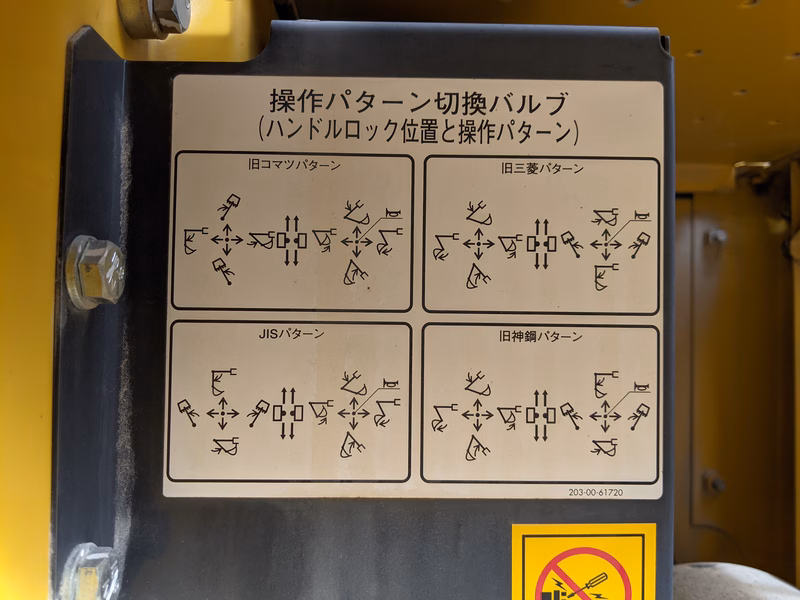 操作パターン切換バルブ
(ハンドルロック位置と操作パターン)
旧コマツパターン
旧三菱パターン
JISパターン
旧神鋼パターン
203-00-61720